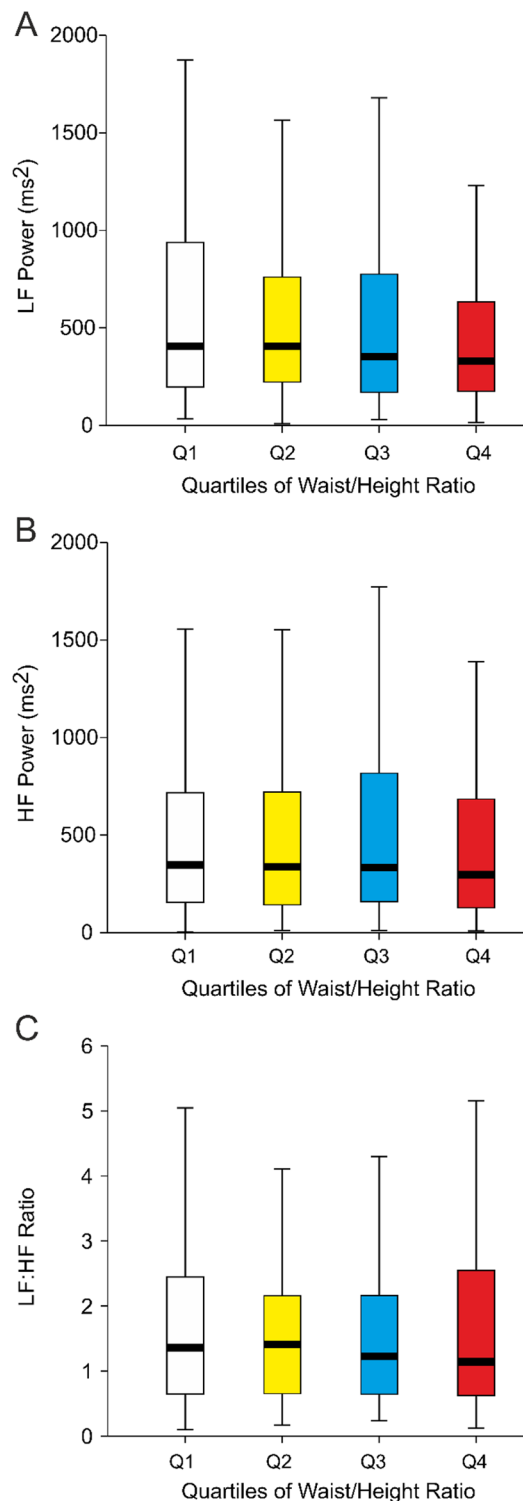 A
2000
1500
1000
500
0
LF Power (ms²)
Q1 Q2 Q3 Q4
Quartiles of Waist/Height Ratio
B
2000
1500
1000
500
0
HF Power (ms²)
Q1 Q2 Q3 Q4
Quartiles of Waist/Height Ratio
C
6
5
4
3
2
1
0
LF:HF Ratio
Q1 Q2 Q3 Q4
Quartiles of Waist/Height Ratio